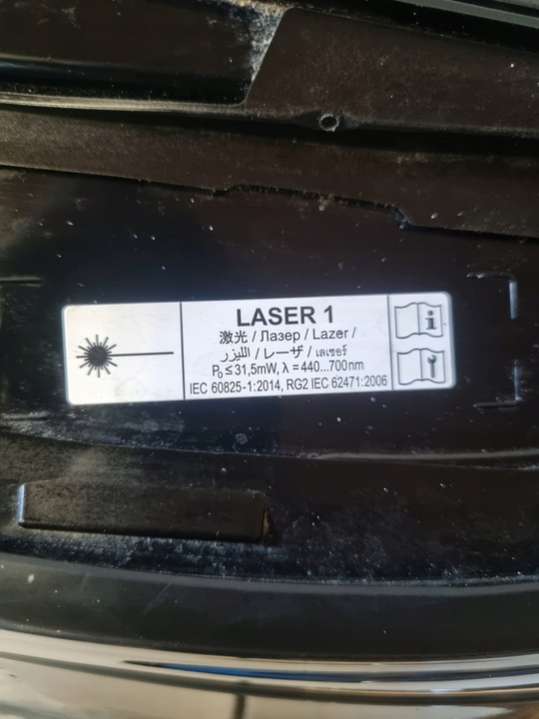 LASER 1
激光 / Лазер / Lazer /
الليزر / レーザ / เลเซอร์
P₀ ≤ 31,5mW, λ = 440...700nm
IEC 60825-1:2014, RG2 IEC 62471:2006